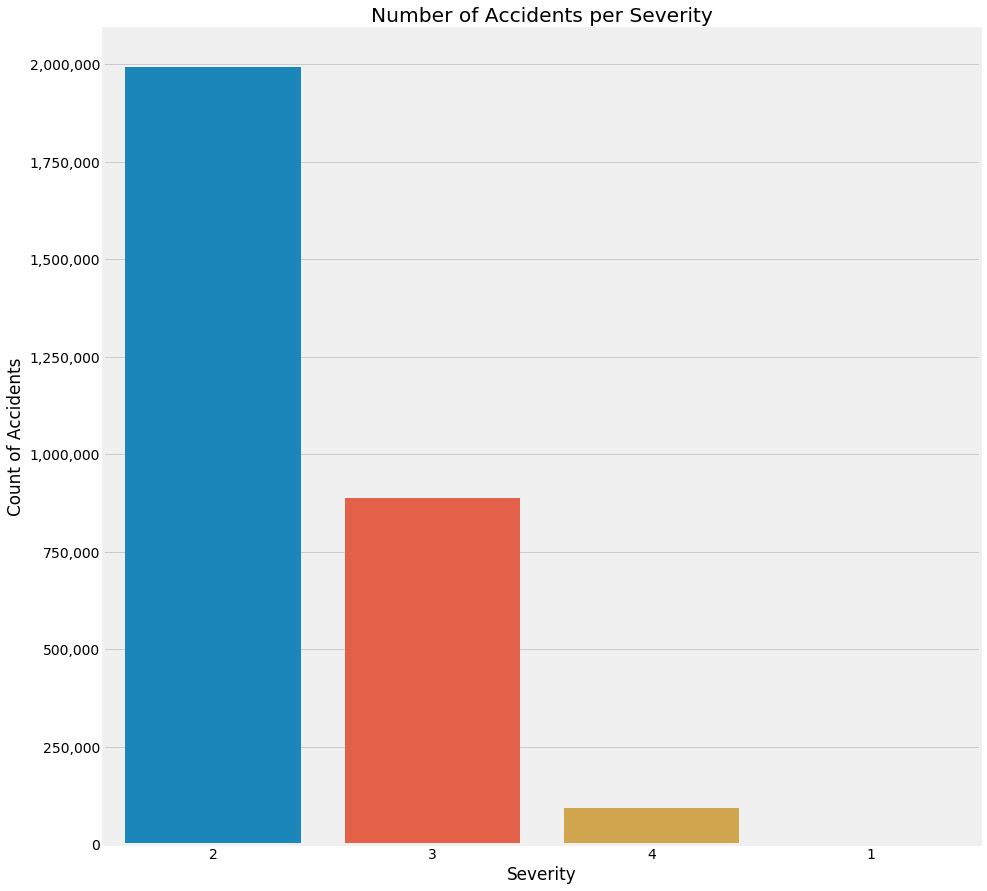 Number of Accidents per Severity
Count of Accidents
2,000,000
1,750,000
1,500,000
1,250,000
1,000,000
750,000
500,000
250,000
0
2 3 4 1
Severity